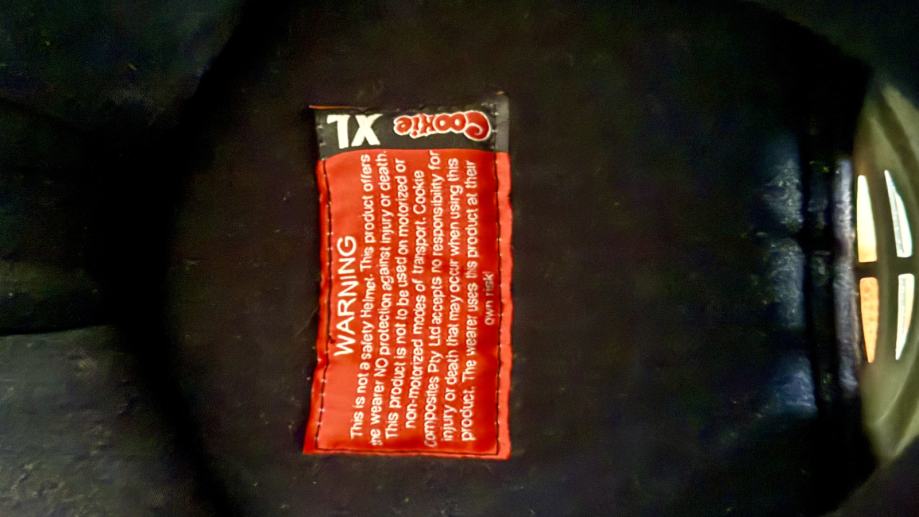 Cookie
XL
WARNING
This is not a safety Helmet. This product offers
the wearer NO protection against injury or death.
This product is not to be used on motorized or
non-motorized modes of transport. Cookie
composites Pty Ltd accepts no responsibility for
injury or death that may occur when using this
product. The wearer uses this product at their
own risk!